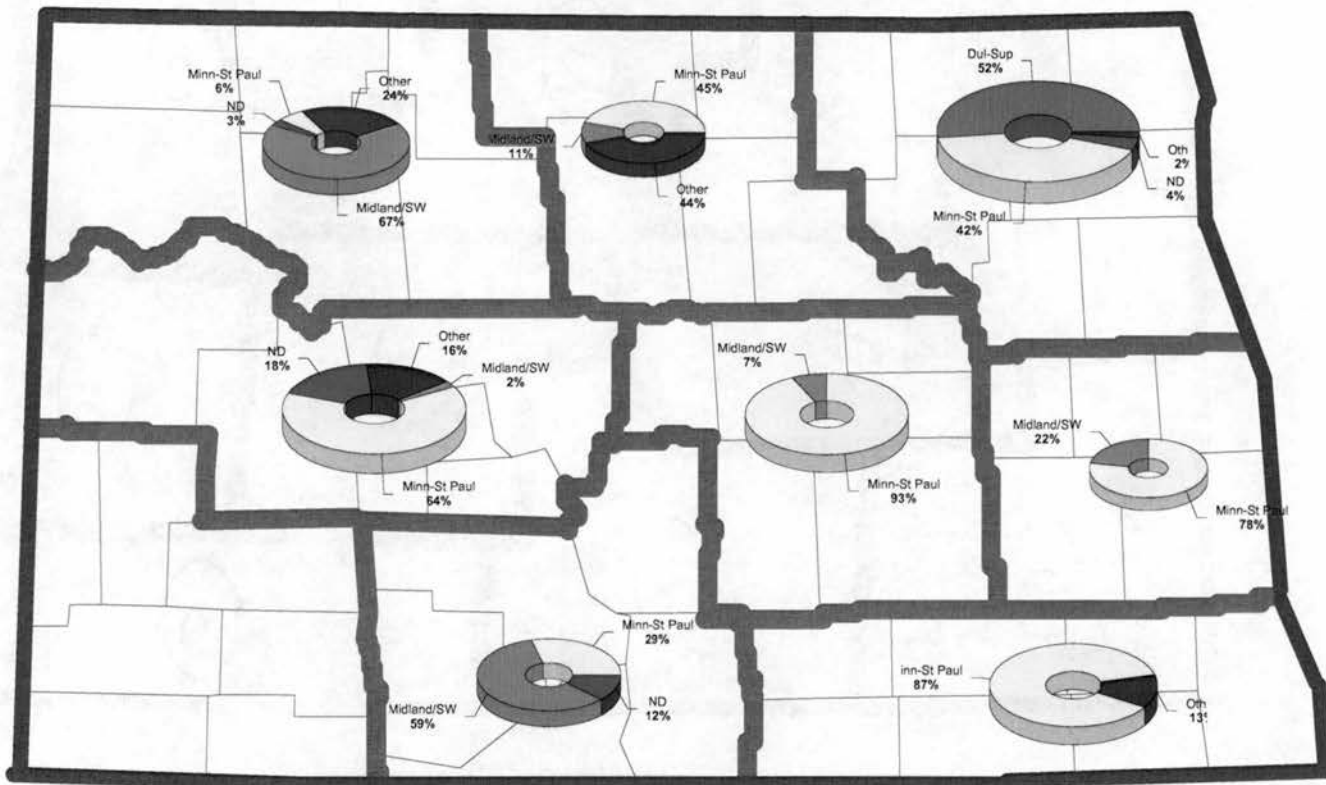 Minn-St Paul
6%
Other
24%
ND
3%
Midland/SW
67%
Minn-St Paul
45%
Midland/SW
11%
Other
44%
Dul-Sup
52%
Oth
2%
ND
4%
Minn-St Paul
42%
Other
16%
ND
18%
Midland/SW
2%
Minn-St Paul
64%
Midland/SW
7%
Minn-St Paul
93%
Midland/SW
22%
Minn-St Paul
78%
Minn-St Paul
29%
Midland/SW
59%
ND
12%
inn-St Paul
87%
Oth
13